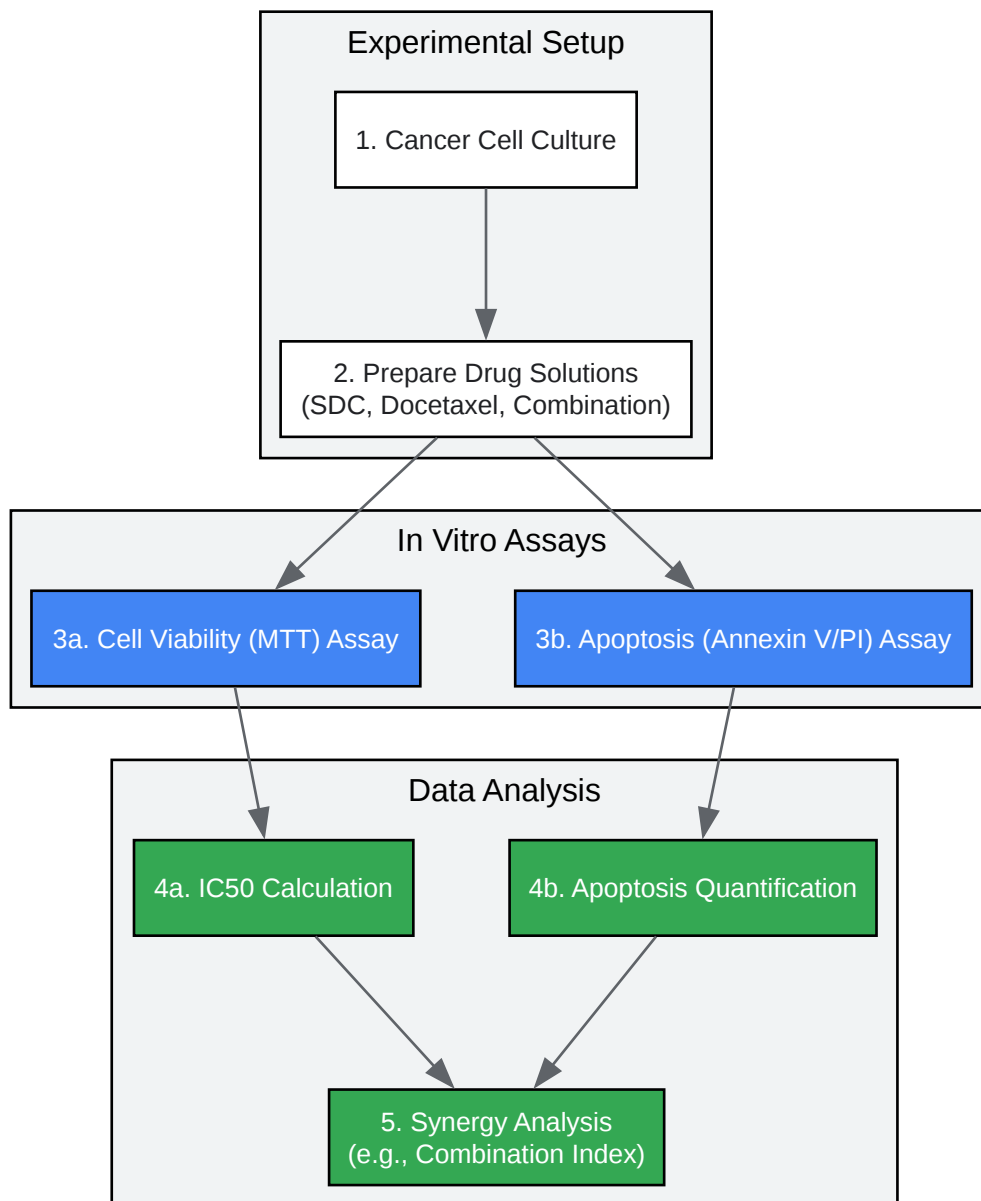 Experimental Setup
1. Cancer Cell Culture
2. Prepare Drug Solutions
(SDC, Docetaxel, Combination)
In Vitro Assays
3a. Cell Viability (MTT) Assay
3b. Apoptosis (Annexin V/PI) Assay
Data Analysis
4a. IC50 Calculation
4b. Apoptosis Quantification
5. Synergy Analysis
(e.g., Combination Index)